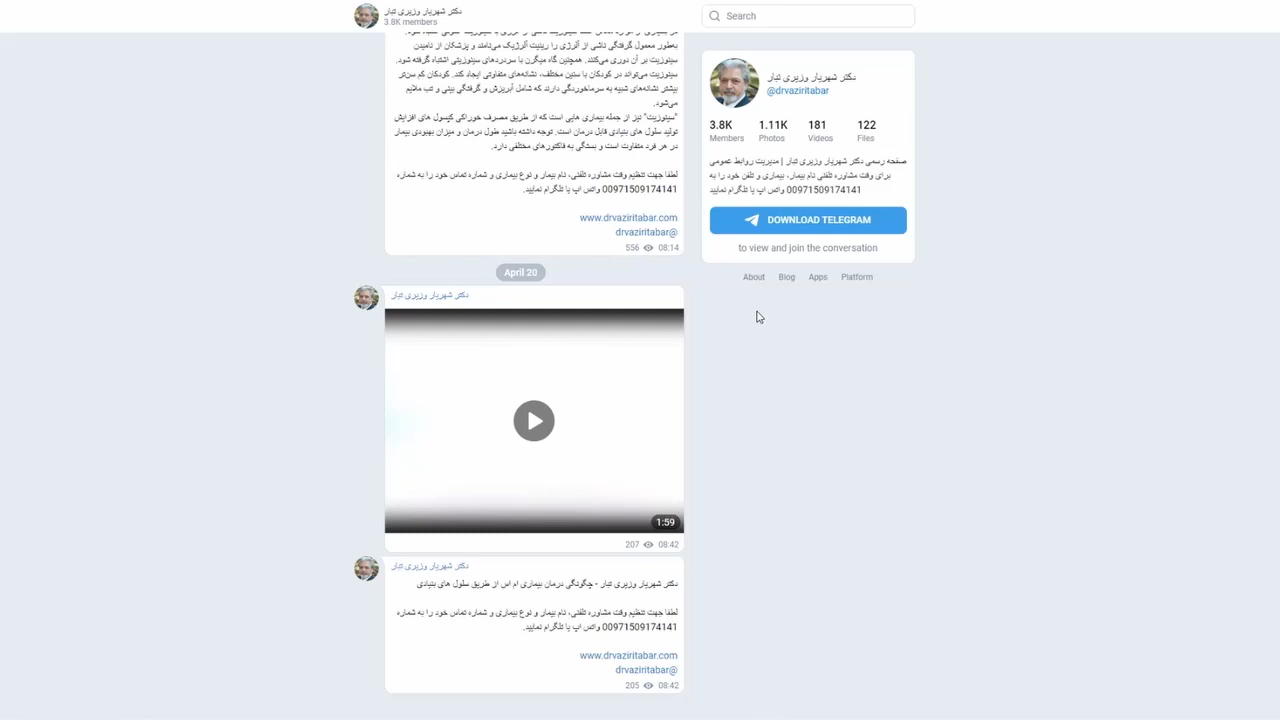 دکتر شهریار وزیری تبار
3.8K members
Search
به‌طور معمول گرفتگی ناشی از آلرژی را رینیت آلرژیک می‌نامند و پزشکان از نامیدن
سینوزیت بر آن دوری می‌کنند. همچنین گاه میگرن با سردردهای سینوزیتی اشتباه گرفته شود.
سینوزیت می‌تواند در کودکان با سنین مختلف، نشانه‌های متفاوتی ایجاد کند. کودکان کم سن‌تر
بیشتر نشانه‌های شبیه به سرماخوردگی دارند که شامل آبریزش و گرفتگی بینی و تب ملایم
می‌شود.
"سینوزیت" نیز از جمله بیماری هایی است که از طریق مصرف خوراکی کپسول های افزایش
تولید سلول های بنیادی قابل درمان است. توجه داشته باشید طول درمان و میزان بهبودی بیمار
در هر فرد متفاوت است و بستگی به فاکتورهای مختلفی دارد.
لطفا جهت تنظیم وقت مشاوره تلفنی، نام بیمار و نوع بیماری و شماره تماس خود را به شماره
00971509174141 واتس اپ یا تلگرام نمایید.
www.drvaziritabar.com
@drvaziritabar
556 08:14
April 20
دکتر شهریار وزیری تبار
1:59
207 08:42
دکتر شهریار وزیری تبار
دکتر شهریار وزیری تبار - چگونگی درمان بیماری ام اس از طریق سلول های بنیادی
لطفا جهت تنظیم وقت مشاوره تلفنی، نام بیمار و نوع بیماری و شماره تماس خود را به شماره
00971509174141 واتس اپ یا تلگرام نمایید.
www.drvaziritabar.com
@drvaziritabar
205 08:42
دکتر شهریار وزیری تبار
@drvaziritabar
3.8K 1.11K 181 122
Members Photos Videos Files
صفحه رسمی دکتر شهریار وزیری تبار | مدیریت روابط عمومی
برای وقت مشاوره تلفنی نام بیمار، بیماری و تلفن خود را به
00971509174141 واتس اپ یا تلگرام نمایید
DOWNLOAD TELEGRAM
to view and join the conversation
About Blog Apps Platform